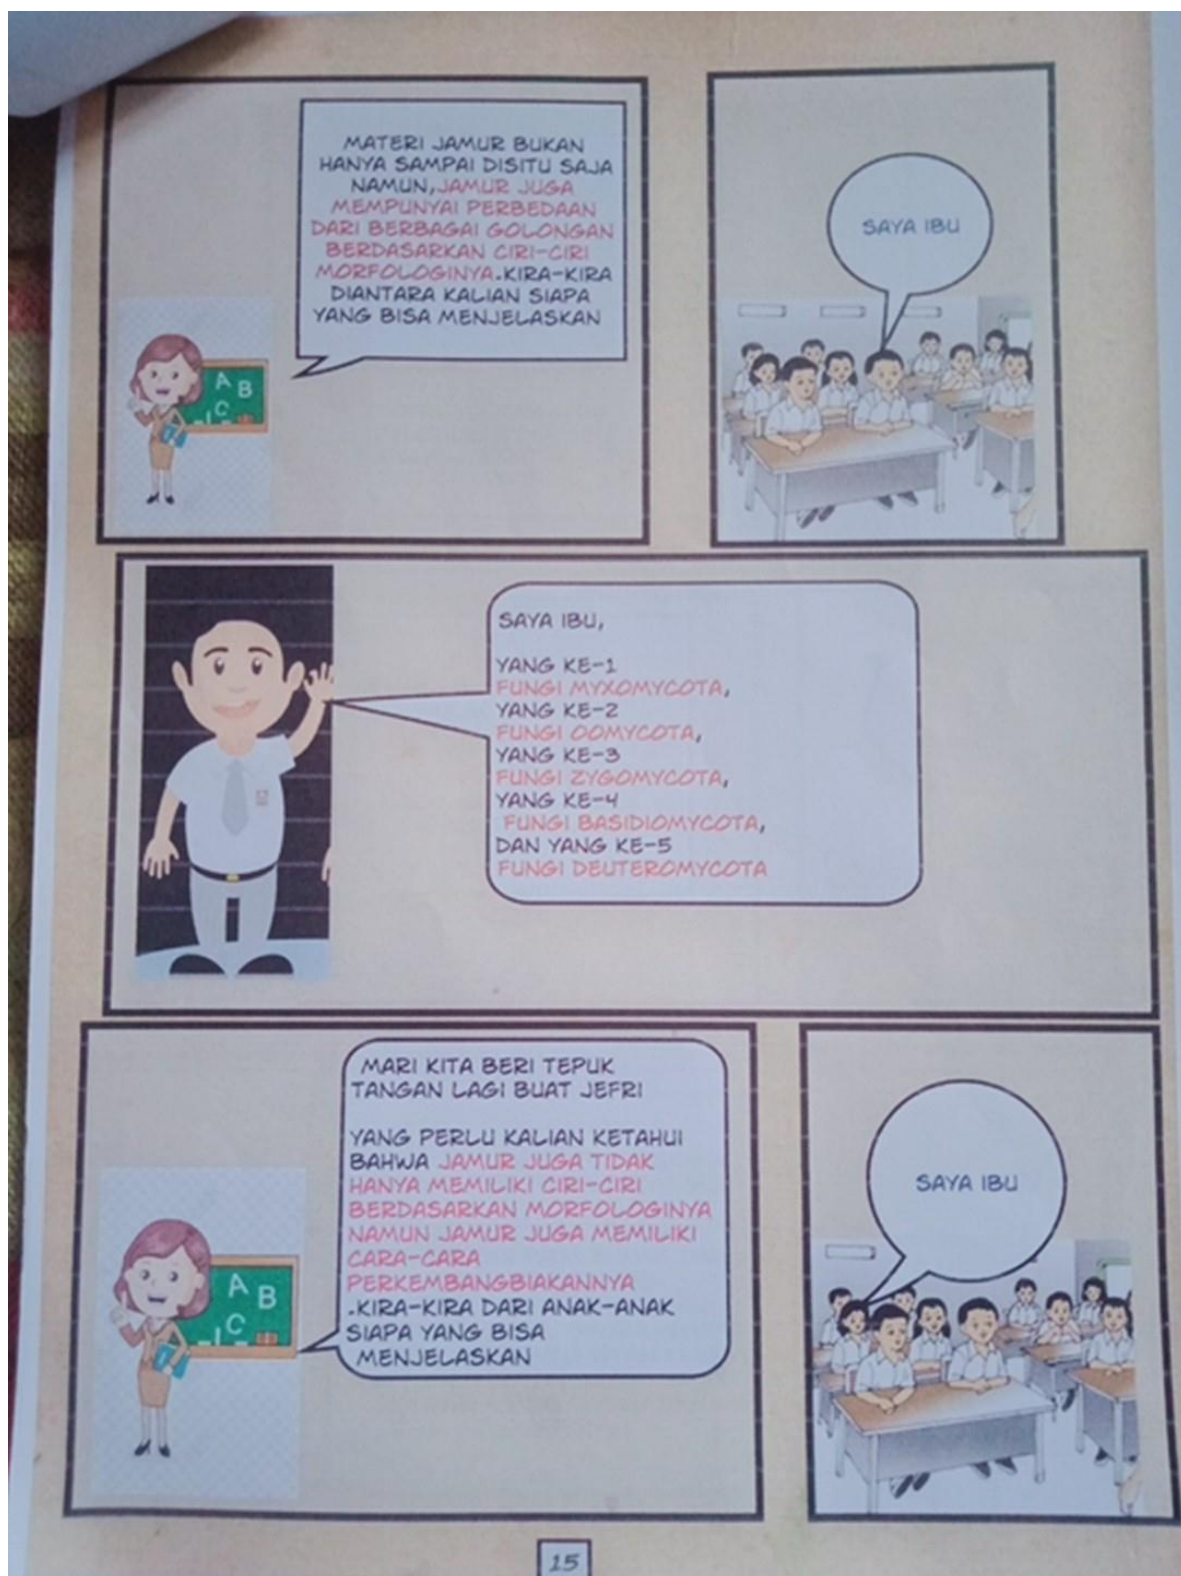 MATERI JAMUR BUKAN
HANYA SAMPAI DISITU SAJA
NAMUN,JAMUR JUGA
MEMPUNYAI PERBEDAAN
DARI BERBAGAI GOLONGAN
BERDASARKAN CIRI-CIRI
MORFOLOGINYA.KIRA-KIRA
DIANTARA KALIAN SIAPA
YANG BISA MENJELASKAN
A B
C
SAYA IBU
SAYA IBU,
YANG KE-1
FUNGI MYXOMYCOTA,
YANG KE-2
FUNGI OOMYCOTA,
YANG KE-3
FUNGI ZYGOMYCOTA,
YANG KE-4
FUNGI BASIDIOMYCOTA,
DAN YANG KE-5
FUNGI DEUTEROMYCOTA
MARI KITA BERI TEPUK
TANGAN LAGI BUAT JEFRI
YANG PERLU KALIAN KETAHUI
BAHWA JAMUR JUGA TIDAK
HANYA MEMILIKI CIRI-CIRI
BERDASARKAN MORFOLOGINYA
NAMUN JAMUR JUGA MEMILIKI
CARA-CARA
PERKEMBANGBIAKANNYA
.KIRA-KIRA DARI ANAK-ANAK
SIAPA YANG BISA
MENJELASKAN
A B
C
SAYA IBU
15